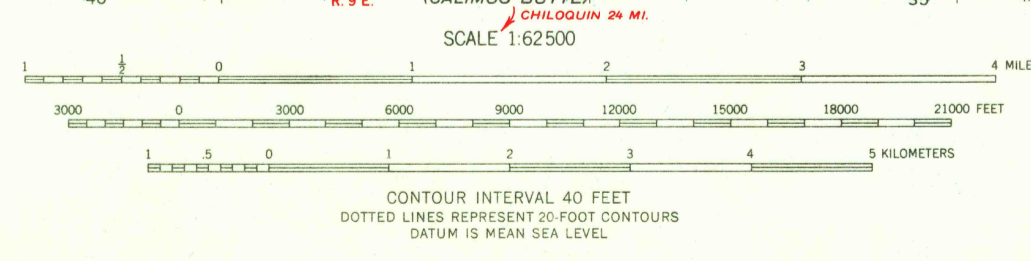 R. 9 E.
CHILOQUIN 24 MI.
SCALE 1:62500
1 ½ 0 1 2 3 4 MILE
3000 0 3000 6000 9000 12000 15000 18000 21000 FEET
1 .5 0 1 2 3 4 5 KILOMETERS
CONTOUR INTERVAL 40 FEET
DOTTED LINES REPRESENT 20-FOOT CONTOURS
DATUM IS MEAN SEA LEVEL